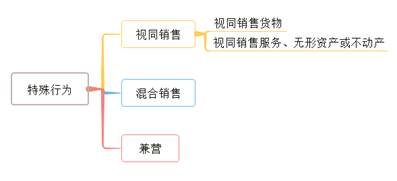 特殊行为
视同销售
视同销售货物
视同销售服务、无形资产或不动产
混合销售
兼营